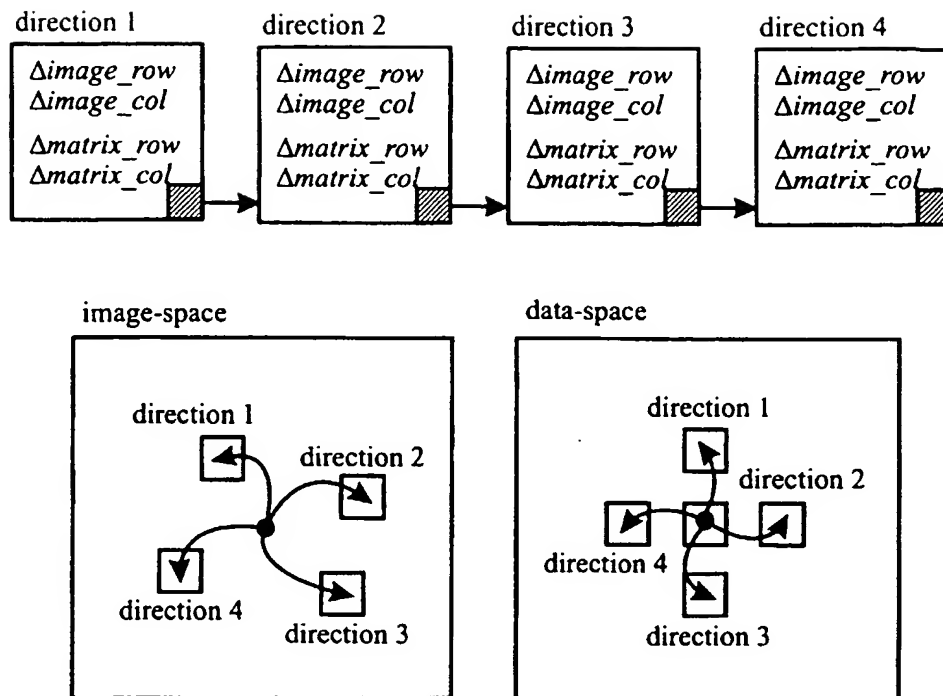 direction 1
direction 2
direction 3
direction 4
Δimage_row
Δimage_col
Δmatrix_row
Δmatrix_col
Δimage_row
Δimage_col
Δmatrix_row
Δmatrix_col
Δimage_row
Δimage_col
Δmatrix_row
Δmatrix_col
Δimage_row
Δimage_col
Δmatrix_row
Δmatrix_col
image-space
direction 1
direction 2
direction 4
direction 3
data-space
direction 1
direction 2
direction 4
direction 3